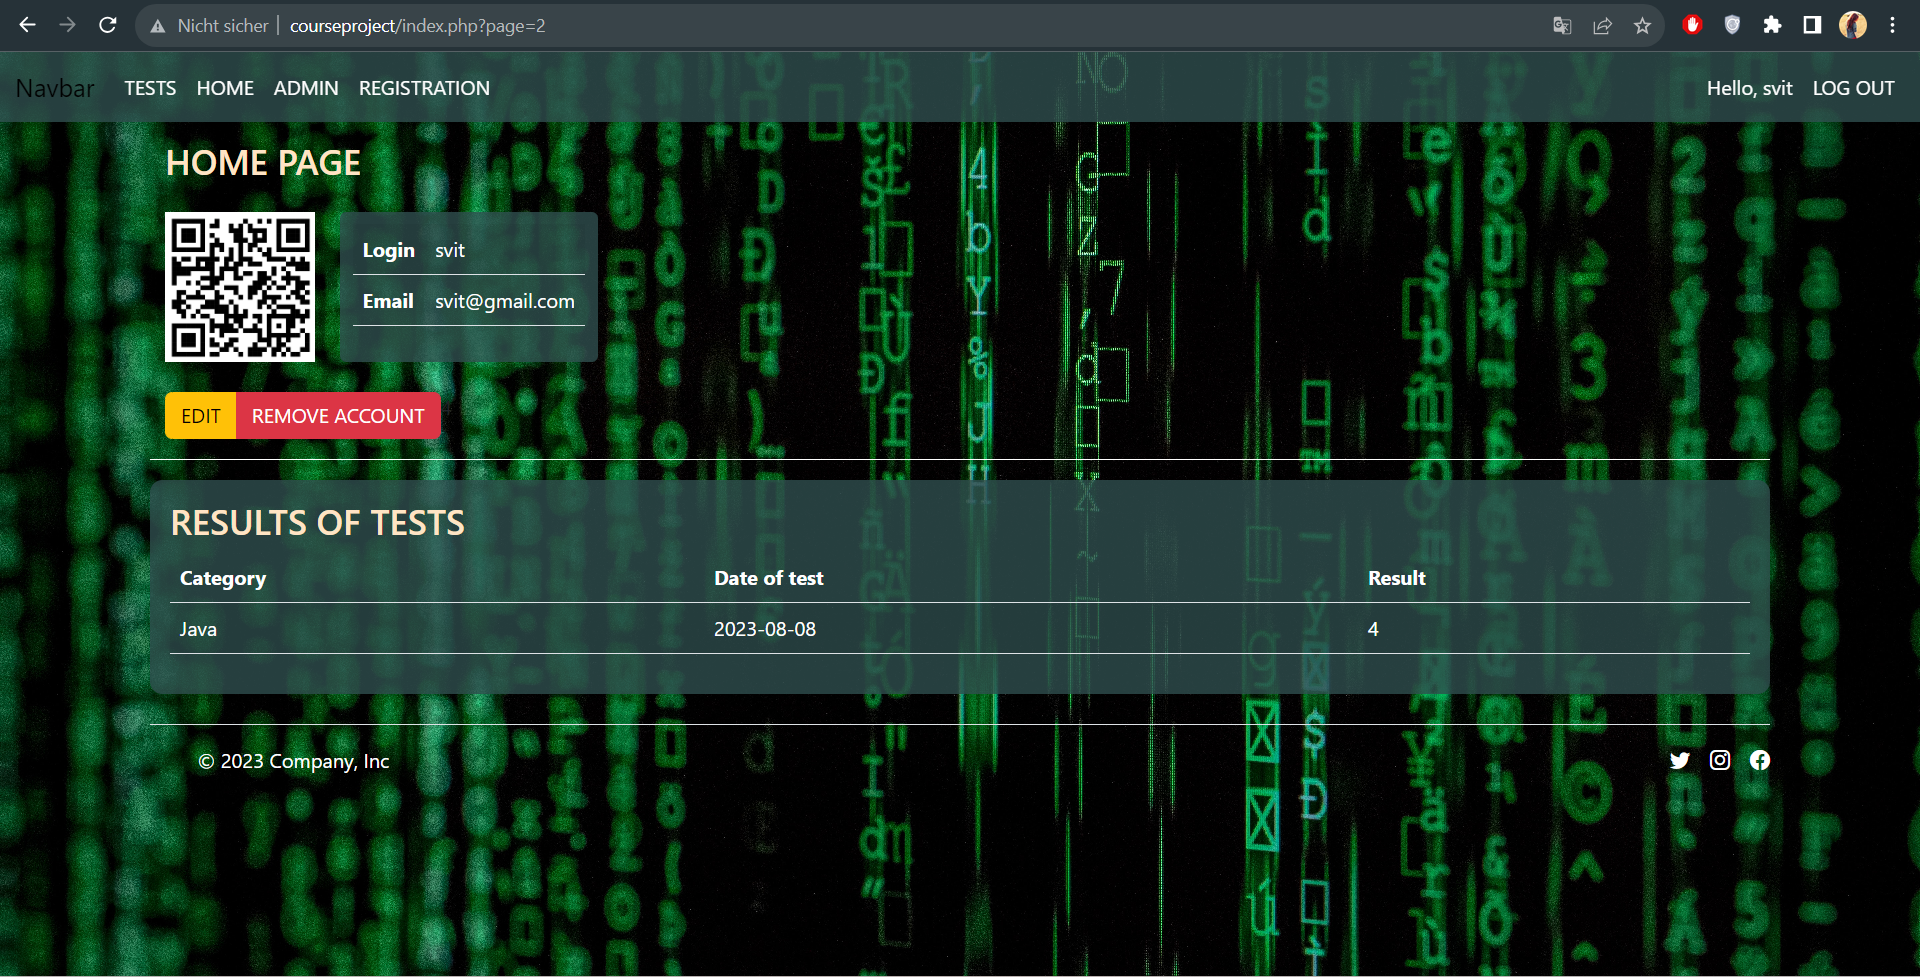 Nicht sicher courseproject/index.php?page=2
Navbar TESTS HOME ADMIN REGISTRATION Hello, svit LOG OUT
HOME PAGE
Login svit
Email svit@gmail.com
EDIT REMOVE ACCOUNT
RESULTS OF TESTS
Category Date of test Result
Java 2023-08-08 4
© 2023 Company, Inc